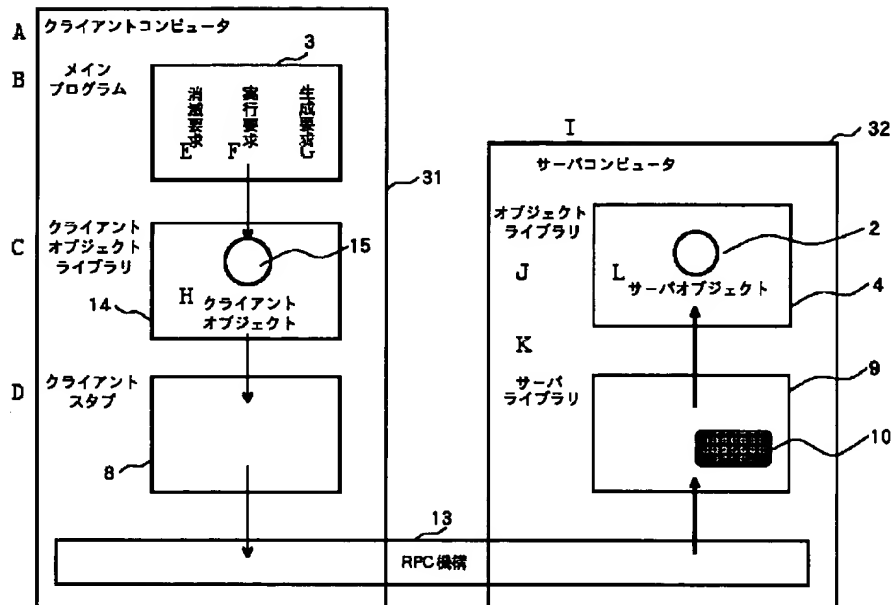 A クライアントコンピュータ
3
B メイン
プログラム
消滅要求
実行要求
生成要求
E F G
I
32
サーバコンピュータ
31
C クライアント
オブジェクト
ライブラリ
15
H クライアント
オブジェクト
14
オブジェクト
ライブラリ
2
J
L
サーバオブジェクト
4
K
D クライアント
スタブ
8
サーバ
ライブラリ
9
10
13
RPC機構